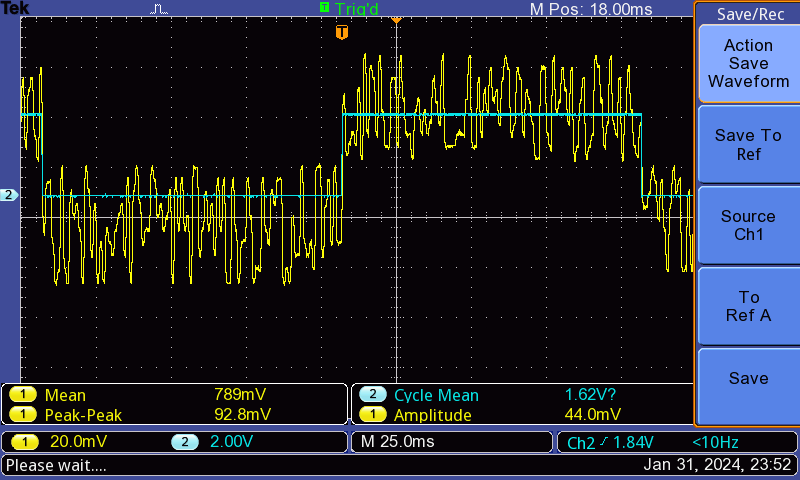 Tek
T Trig'd
M Pos: 18.00ms
Save/Rec
T
Action
Save
Waveform
Save To
Ref
2
Source
Ch1
To
Ref A
Save
1 Mean 789mV
1 Peak-Peak 92.8mV
2 Cycle Mean 1.62V?
1 Amplitude 44.0mV
1 20.0mV 2 2.00V
M 25.0ms
Ch2 1.84V <10Hz
Please wait.... Jan 31, 2024, 23:52